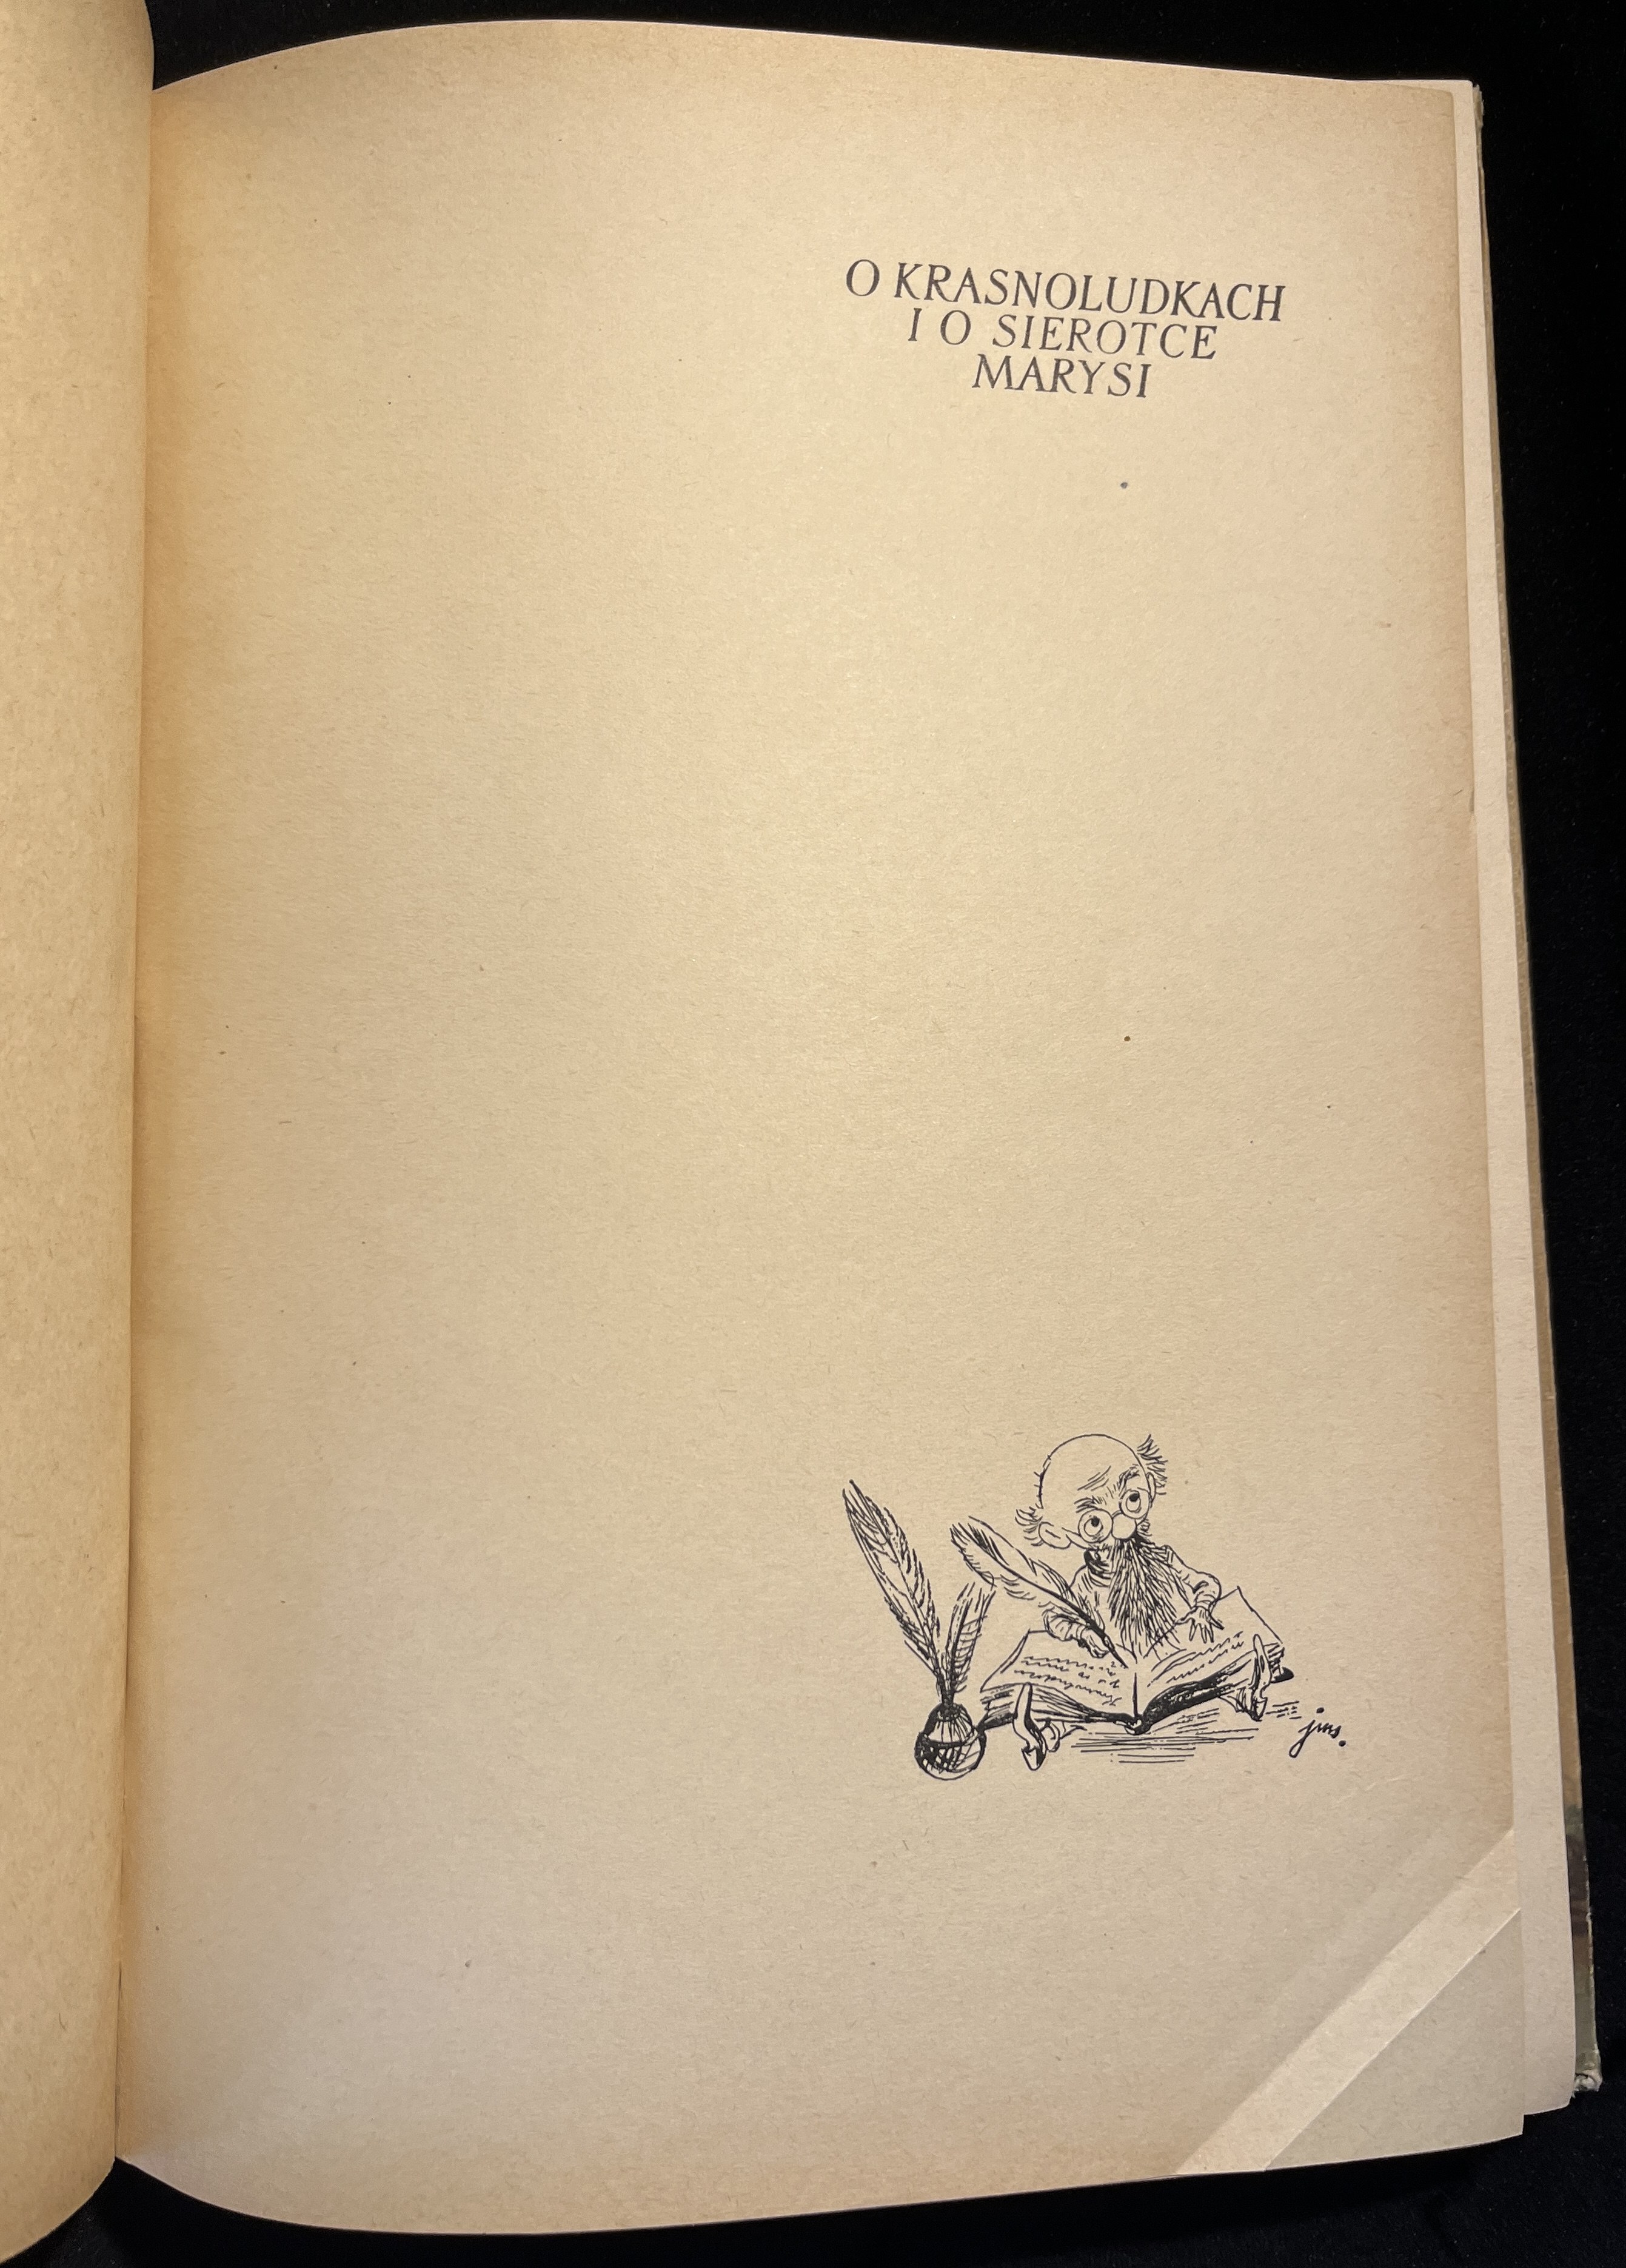 O KRASNOLUDKACH
I O SIEROTCE
MARYSI
jms.